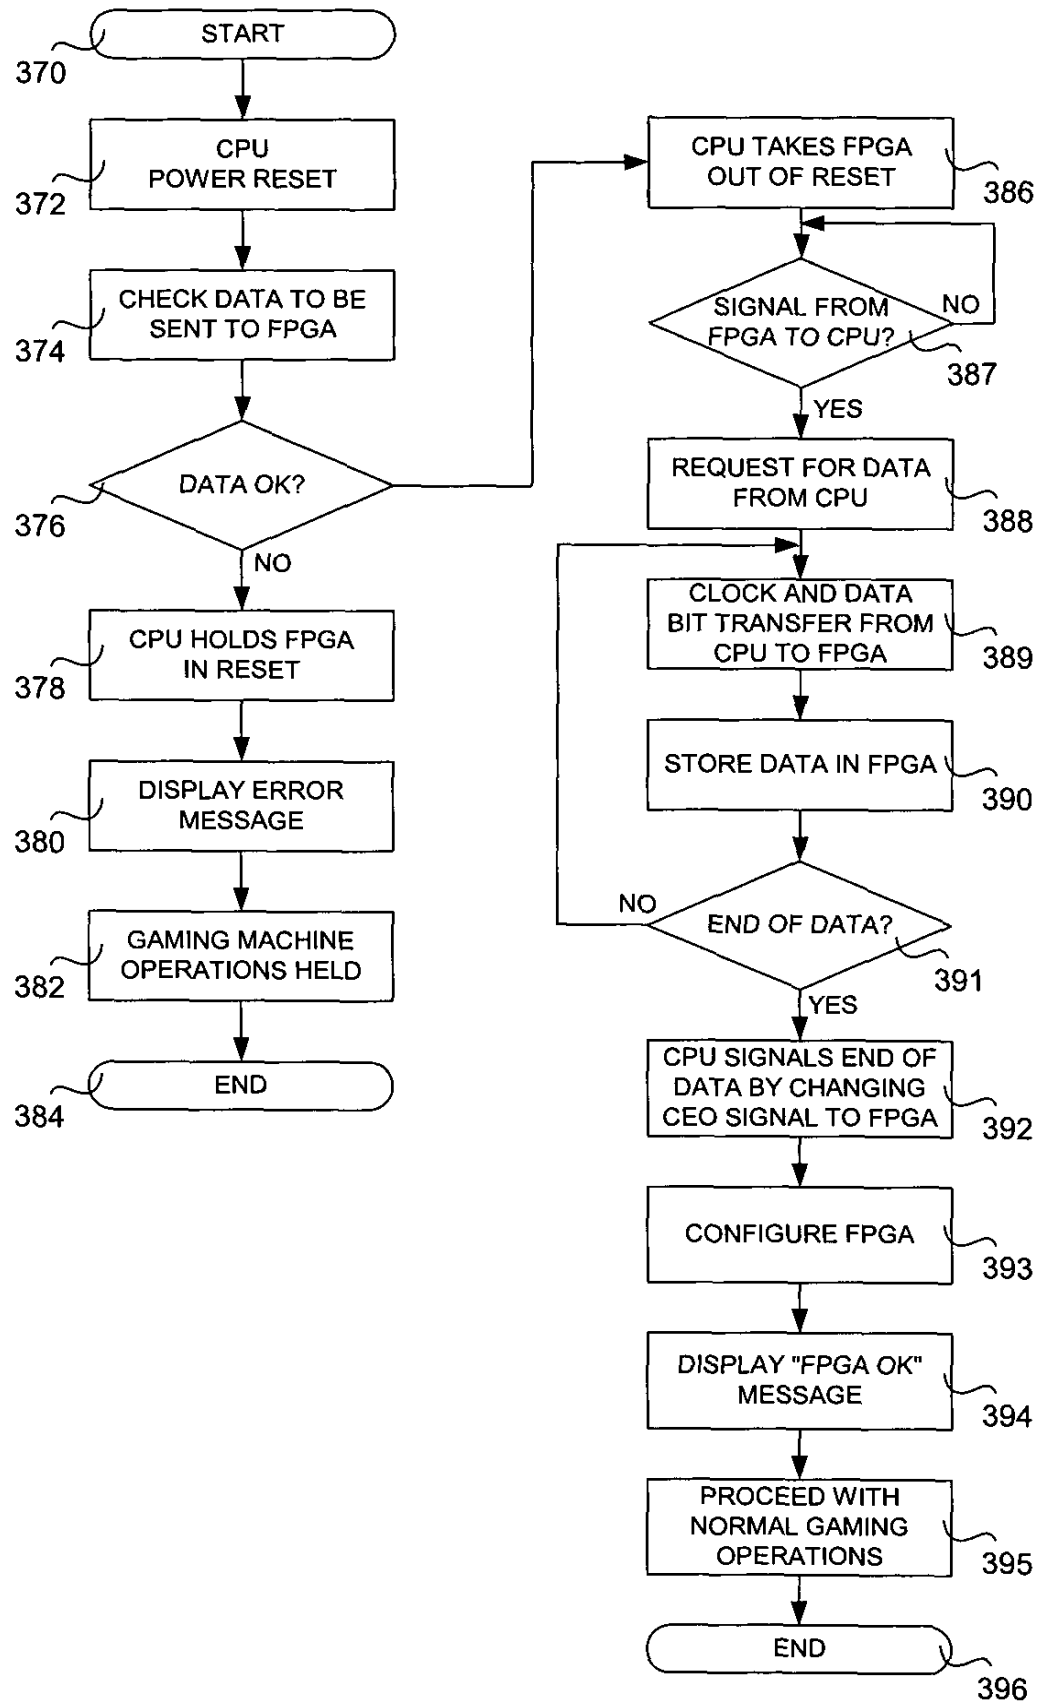 START
370
CPU
POWER RESET
372
CHECK DATA TO BE
SENT TO FPGA
374
DATA OK?
376
NO
CPU HOLDS FPGA
IN RESET
378
DISPLAY ERROR
MESSAGE
380
GAMING MACHINE
OPERATIONS HELD
382
END
384
CPU TAKES FPGA
OUT OF RESET
386
SIGNAL FROM
FPGA TO CPU?
NO
387
YES
REQUEST FOR DATA
FROM CPU
388
CLOCK AND DATA
BIT TRANSFER FROM
CPU TO FPGA
389
STORE DATA IN FPGA
390
NO
END OF DATA?
391
YES
CPU SIGNALS END OF
DATA BY CHANGING
CEO SIGNAL TO FPGA
392
CONFIGURE FPGA
393
DISPLAY "FPGA OK"
MESSAGE
394
PROCEED WITH
NORMAL GAMING
OPERATIONS
395
END
396